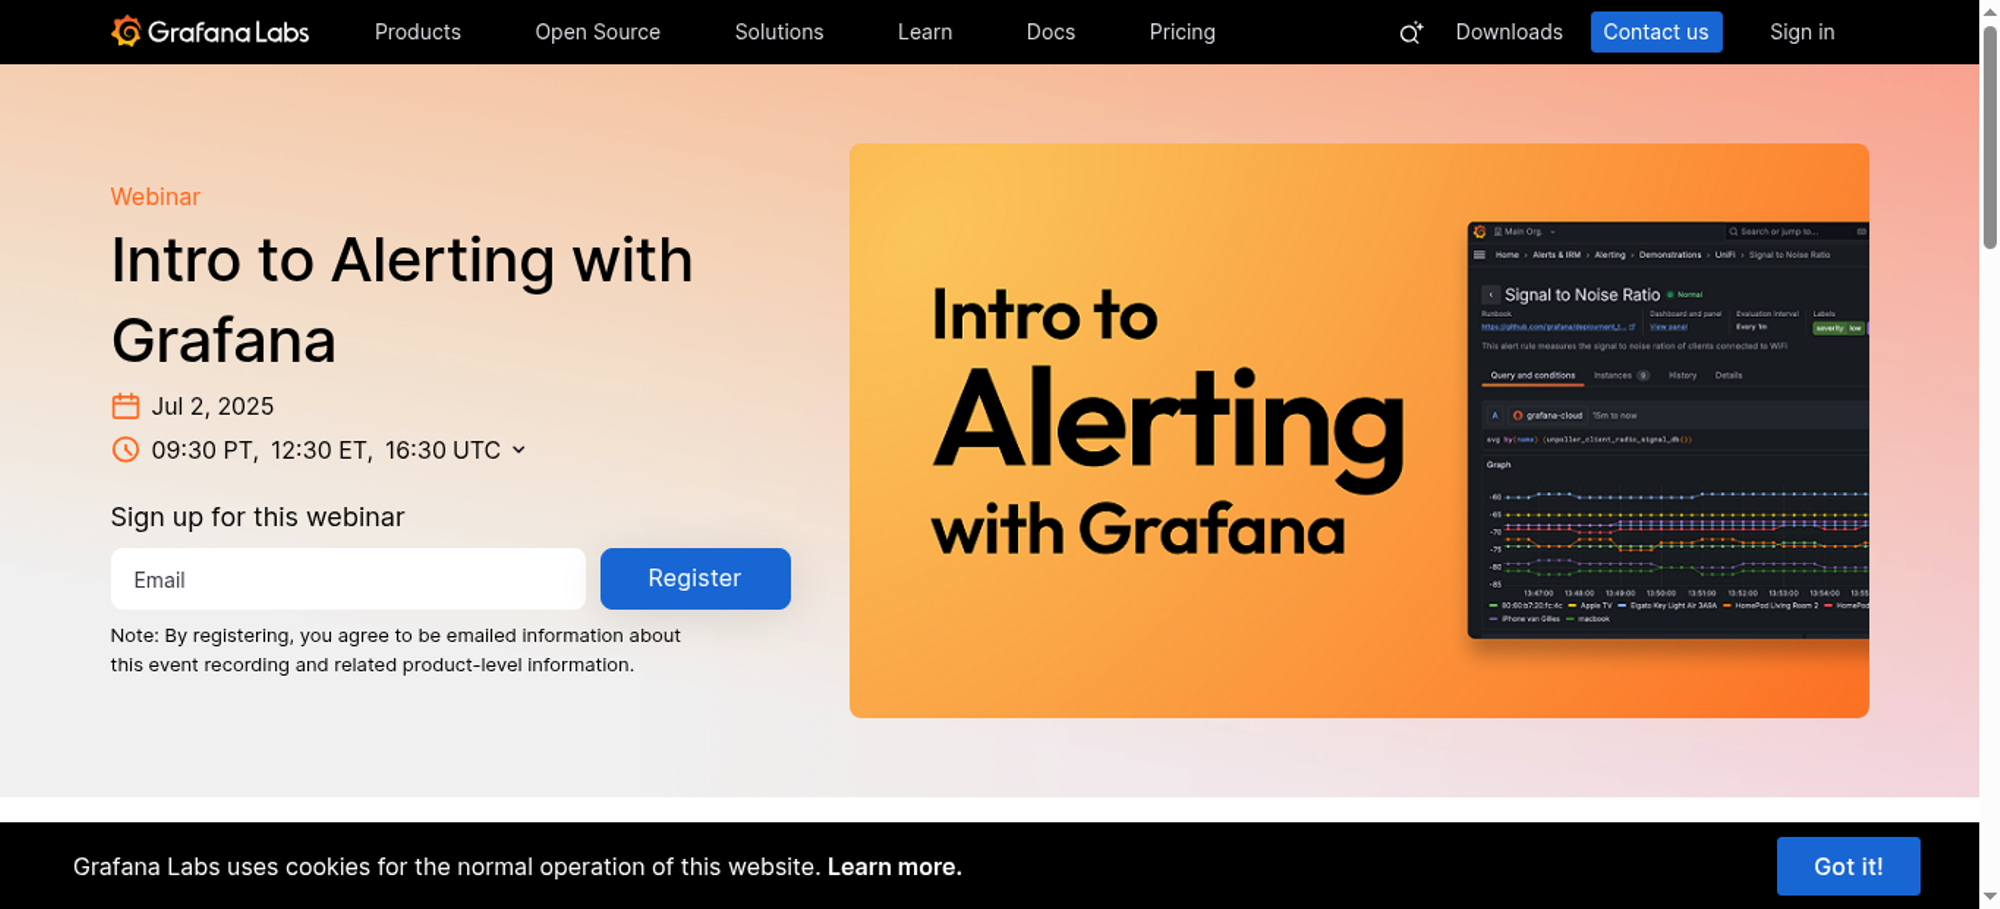 Grafana Labs
Products
Open Source
Solutions
Learn
Docs
Pricing
Downloads
Contact us
Sign in
Webinar
Intro to Alerting with
Grafana
Jul 2, 2025
09:30 PT, 12:30 ET, 16:30 UTC
Sign up for this webinar
Email
Register
Note: By registering, you agree to be emailed information about
this event recording and related product-level information.
Intro to
Alerting
with Grafana
Main Org.
Search or jump to...
Home › Alerts & IRM › Alerting › Demonstrations › UniFi › Signal to Noise Ratio
Signal to Noise Ratio
Normal
Runbook
Dashboard and panel
Evaluation interval
Labels
https://github.com/grafana/deployment_t...
View panel
Every 1m
severity low
This alert rule measures the signal to noise ration of clients connected to WiFi
Query and conditions
Instances 9
History
Details
A
grafana-cloud
15m to now
avg by(name) (unpoller_client_radio_signal_db{})
Graph
-60
-65
-70
-75
-80
-85
13:47:00 13:48:00 13:49:00 13:50:00 13:51:00 13:52:00 13:53:00 13:54:00 13:55
Apple TV
Elgato Key Light Air 3A8A
HomePod Living Room 2
HomePod
iPhone van Gilles
macbook
Grafana Labs uses cookies for the normal operation of this website. Learn more.
Got it!